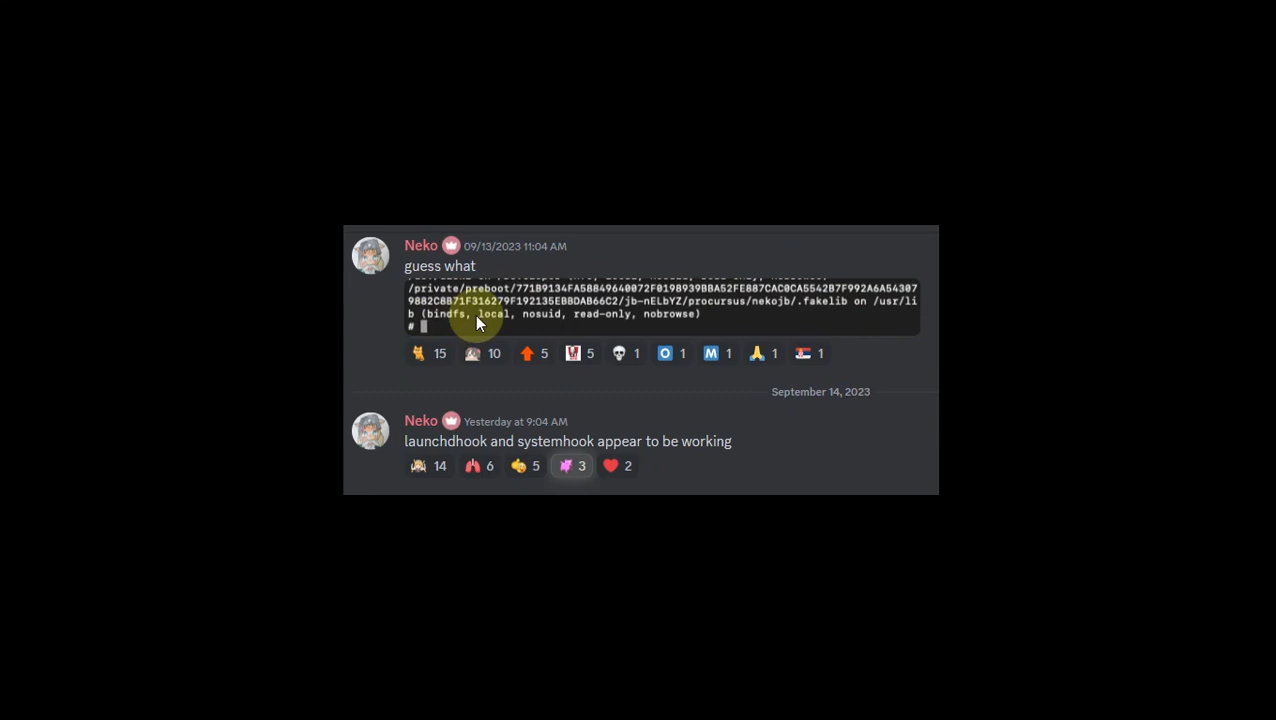 Neko 09/13/2023 11:04 AM
guess what
/private/preboot/771B9134FA58849640072F0198939BBA52FE887CAC0CA5542B7F992A6A54307
9882C8B71F316279F192135EBBDAB66C2/jb-nELbYZ/procursus/nekojb/.fakelib on /usr/li
b (bindfs, local, nosuid, read-only, nobrowse)
#
15 10 5 5 1 O 1 M 1 1 1
September 14, 2023
Neko Yesterday at 9:04 AM
launchdhook and systemhook appear to be working
14 6 5 3 2